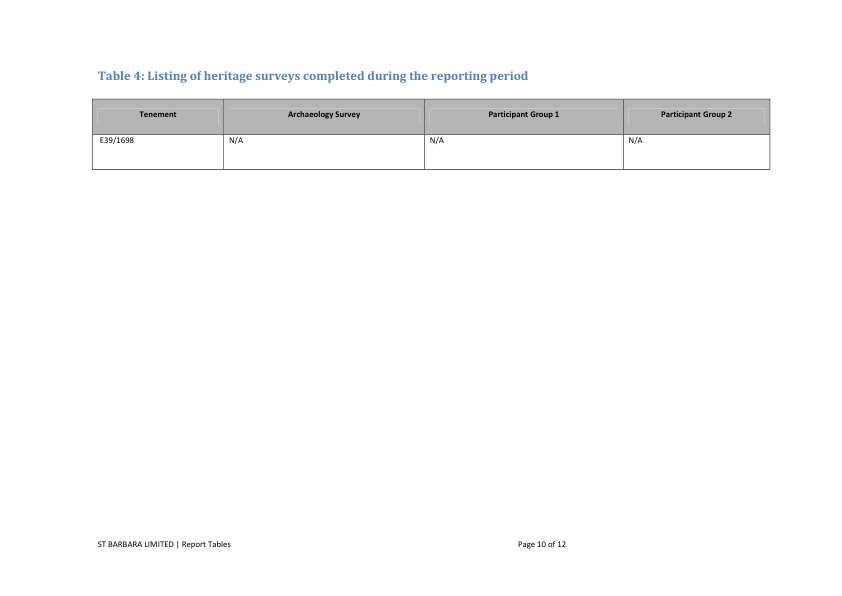 Table 4: Listing of heritage surveys completed during the reporting period
Tenement Archaeology Survey Participant Group 1 Participant Group 2
E39/1698 N/A N/A N/A
ST BARBARA LIMITED | Report Tables Page 10 of 12